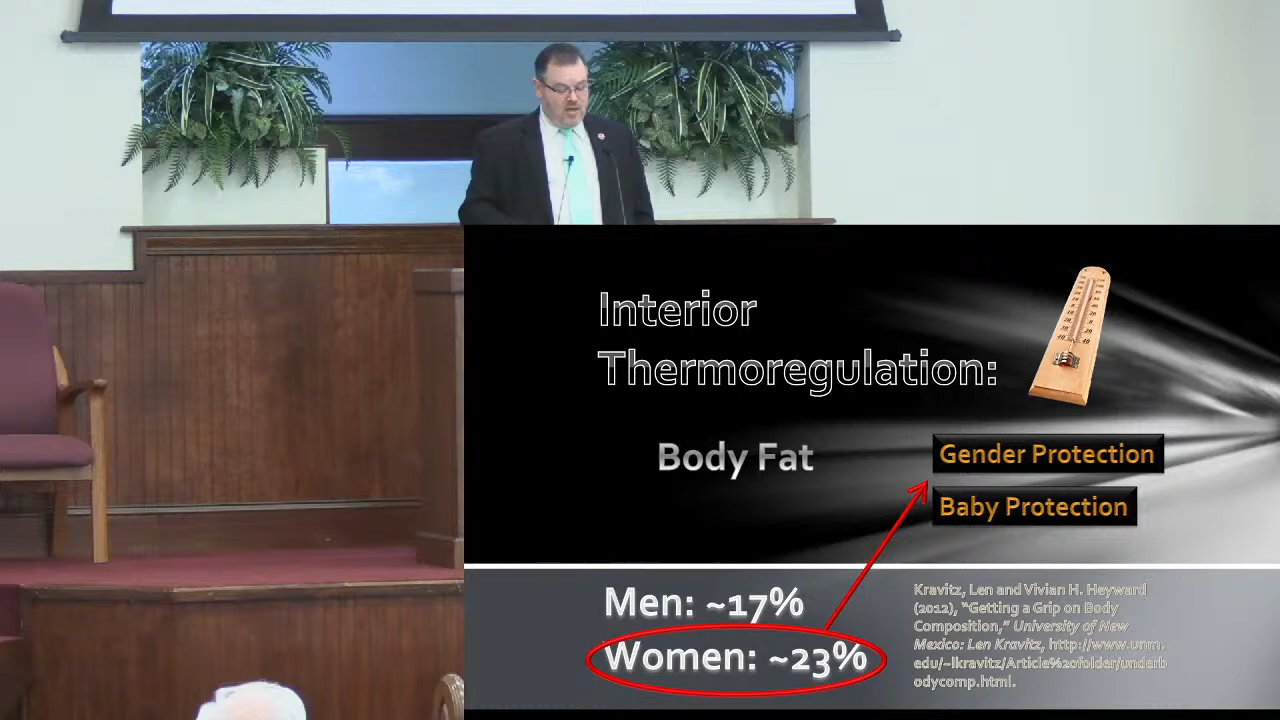 Interior
Thermoregulation:
Body Fat
Gender Protection
Baby Protection
Men: ~17%
Women: ~23%
Kravitz, Len and Vivian H. Heyward
(2012), “Getting a Grip on Body
Composition,” University of New
Mexico: Len Kravitz, http://www.unm.
edu/~lkravitz/Article%20folder/underb
odycomp.html.